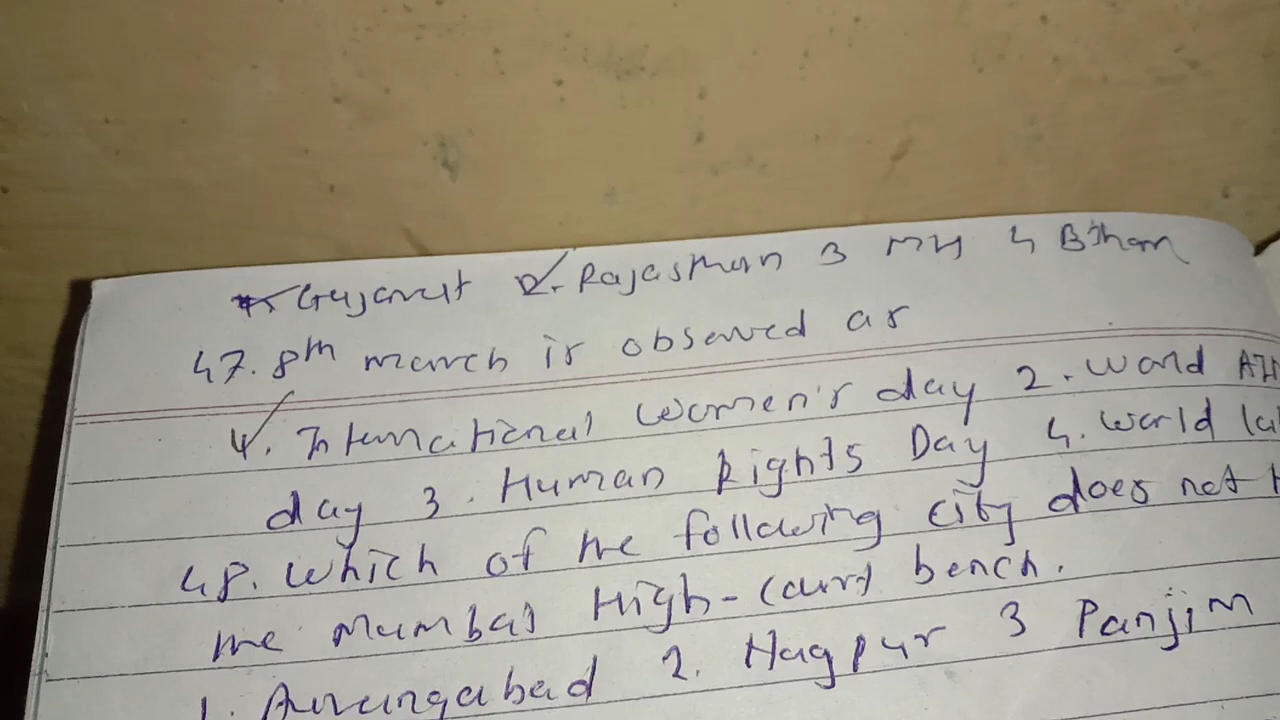 Gujarat 2. Rajasthan 3 MH 4 Bihar
47. 8th march is observed as
1. International women's day 2. World
day 3. Human Rights Day 4. World
48. Which of the following city does not
the Mumbai High-Court bench.
1. Aurangabad 2. Nagpur 3 Panjim